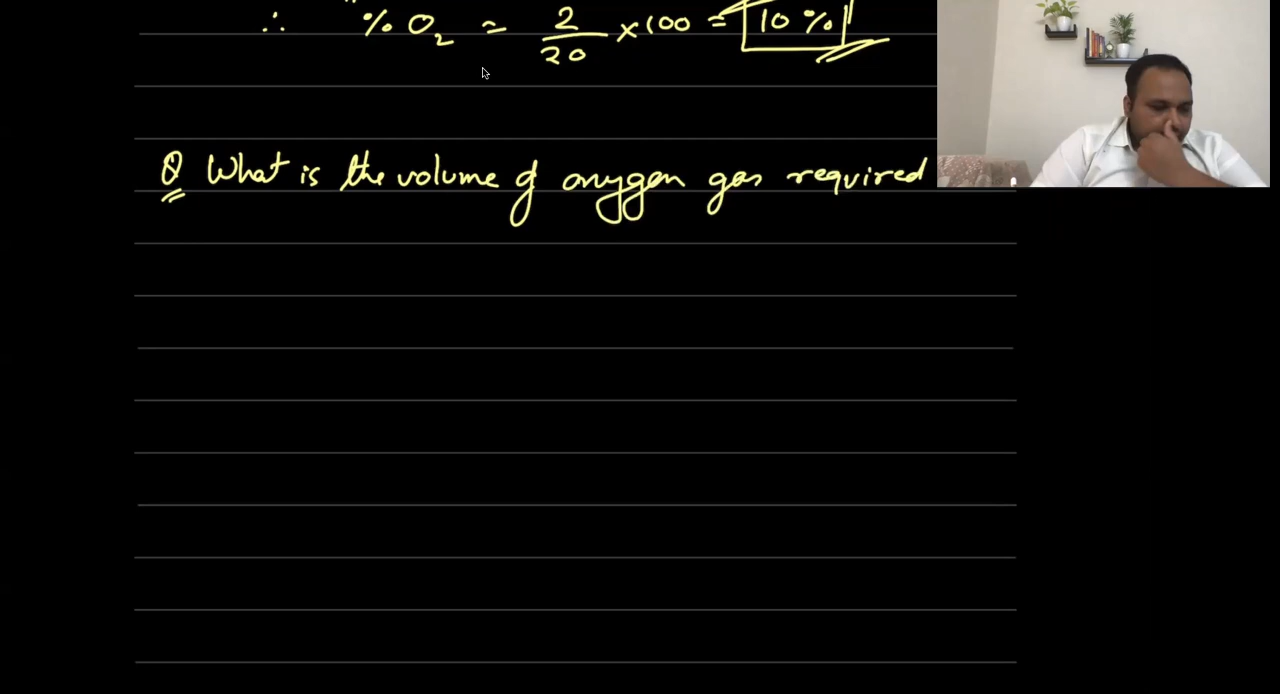 ∴ " % O₂ = 2/20 × 100 = 10 %
Q What is the volume of oxygen gas required